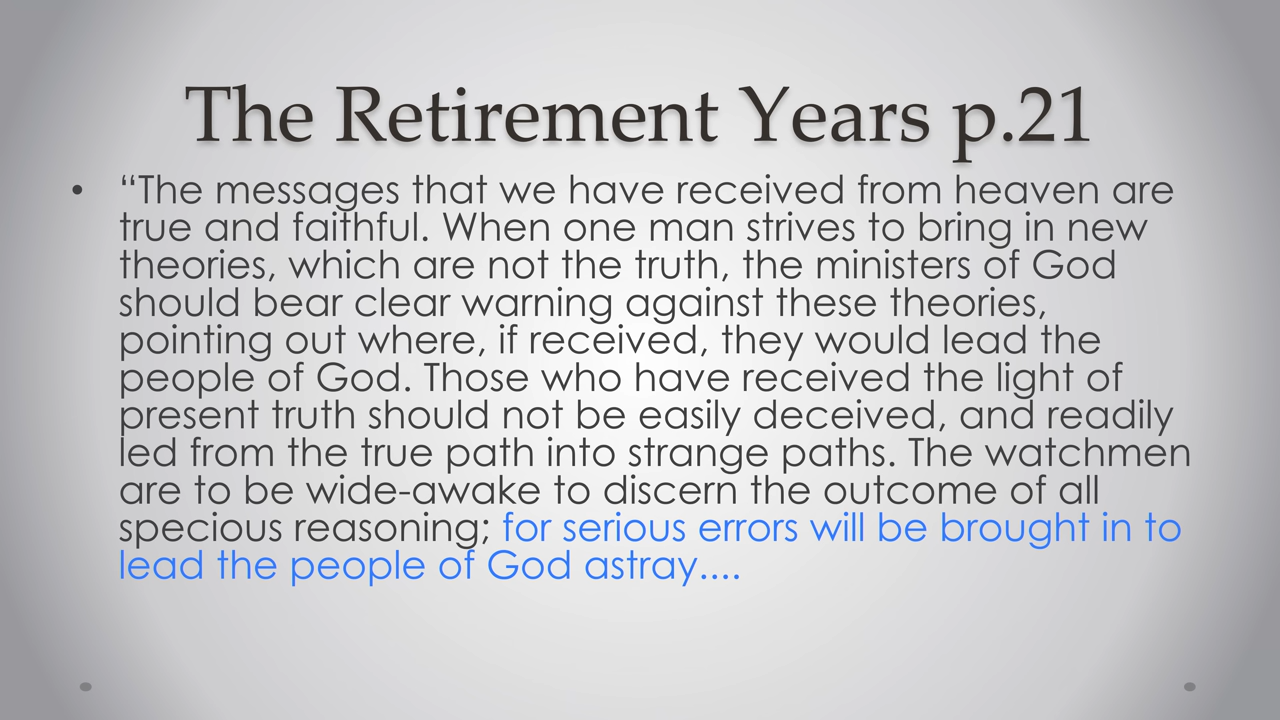 The Retirement Years p.21
• “The messages that we have received from heaven are
true and faithful. When one man strives to bring in new
theories, which are not the truth, the ministers of God
should bear clear warning against these theories,
pointing out where, if received, they would lead the
people of God. Those who have received the light of
present truth should not be easily deceived, and readily
led from the true path into strange paths. The watchmen
are to be wide-awake to discern the outcome of all
specious reasoning; for serious errors will be brought in to
lead the people of God astray....